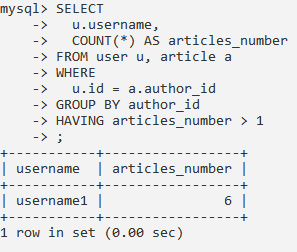 mysql> SELECT
    ->   u.username,
    ->   COUNT(*) AS articles_number
    -> FROM user u, article a
    -> WHERE
    ->   u.id = a.author_id
    -> GROUP BY author_id
    -> HAVING articles_number > 1
    -> ;
+-----------+-----------------+
| username  | articles_number |
+-----------+-----------------+
| username1 |               6 |
+-----------+-----------------+
1 row in set (0.00 sec)